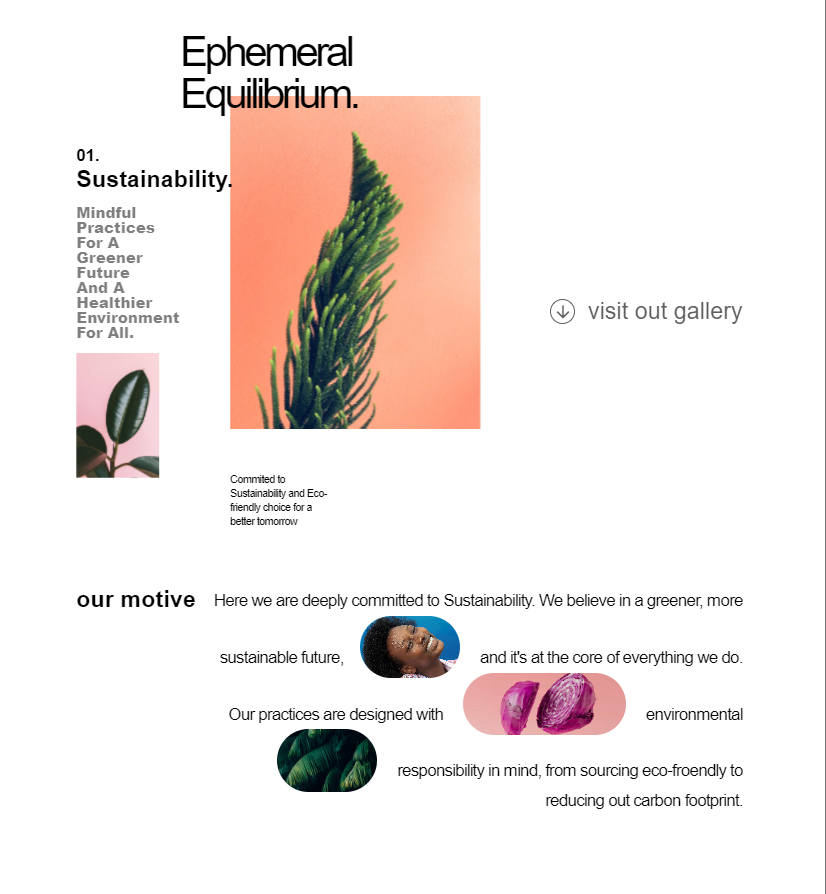 Ephemeral
Equilibrium.
01.
Sustainability.
Mindful
Practices
For A
Greener
Future
And A
Healthier
Environment
For All.
visit out gallery
Commited to
Sustainability and Eco-
friendly choice for a
better tomorrow
our motive
Here we are deeply committed to Sustainability. We believe in a greener, more
sustainable future, and it's at the core of everything we do.
Our practices are designed with environmental
responsibility in mind, from sourcing eco-froendly to
reducing out carbon footprint.